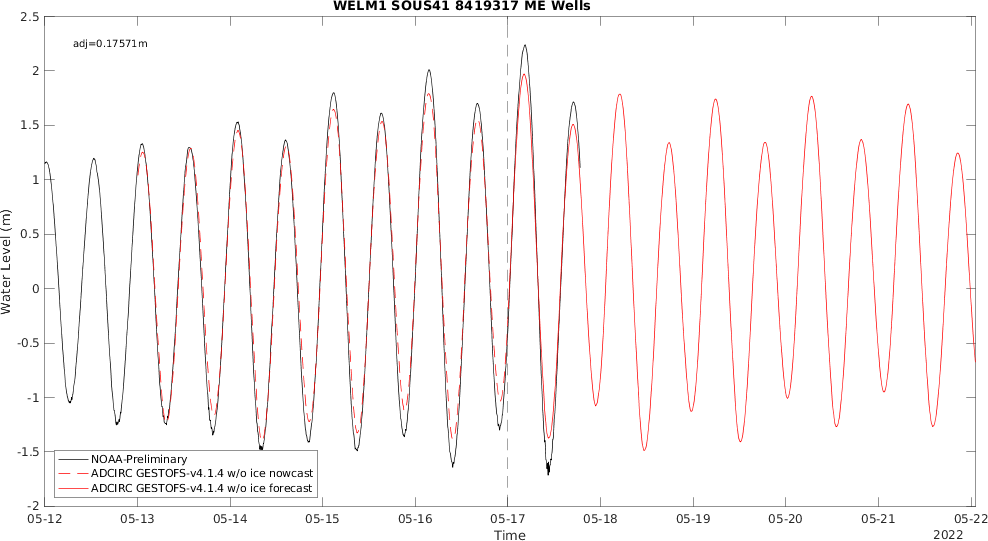 WELM1 SOUS41 8419317 ME Wells
adj=0.17571m
2.5
2
1.5
1
0.5
0
-0.5
-1
-1.5
-2
Water Level (m)
NOAA-Preliminary
ADCIRC GESTOFS-v4.1.4 w/o ice nowcast
ADCIRC GESTOFS-v4.1.4 w/o ice forecast
05-12 05-13 05-14 05-15 05-16 05-17 05-18 05-19 05-20 05-21 05-22
Time
2022